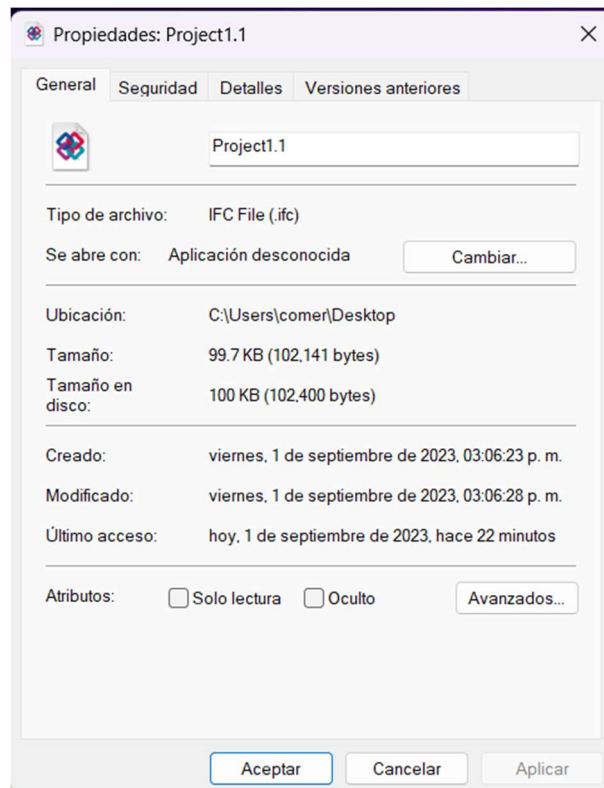 Propiedades: Project1.1
General Seguridad Detalles Versiones anteriores
Project1.1
Tipo de archivo: IFC File (.ifc)
Se abre con: Aplicación desconocida Cambiar...
Ubicación: C:\Users\comer\Desktop
Tamaño: 99.7 KB (102,141 bytes)
Tamaño en
disco: 100 KB (102,400 bytes)
Creado: viernes, 1 de septiembre de 2023, 03:06:23 p. m.
Modificado: viernes, 1 de septiembre de 2023, 03:06:28 p. m.
Último acceso: hoy, 1 de septiembre de 2023, hace 22 minutos
Atributos: Solo lectura Oculto Avanzados...
Aceptar Cancelar Aplicar